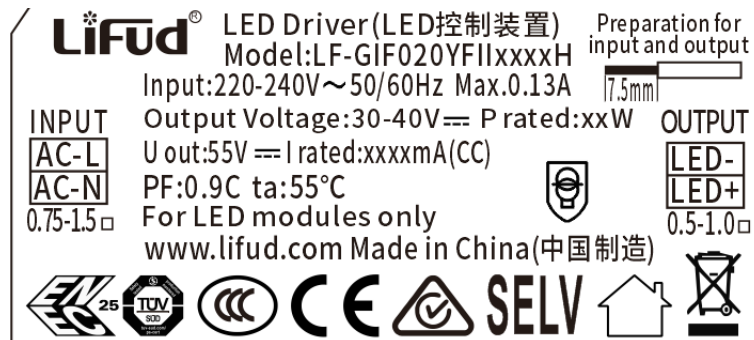 Lifud® LED Driver(LED控制装置)
Model:LF-GIF020YFIIxxxxH
Input:220-240V～50/60Hz Max.0.13A
Output Voltage:30-40V⎓ P rated:xxW
U out:55V ⎓ I rated:xxxxmA(CC)
PF:0.9C ta:55℃
For LED modules only
www.lifud.com Made in China(中国制造)
Preparation for
input and output
7.5mm
INPUT
AC-L
AC-N
0.75-1.5□
OUTPUT
LED-
LED+
0.5-1.0□
ENEC 25
TÜV
SÜD
CCC
CE
SELV